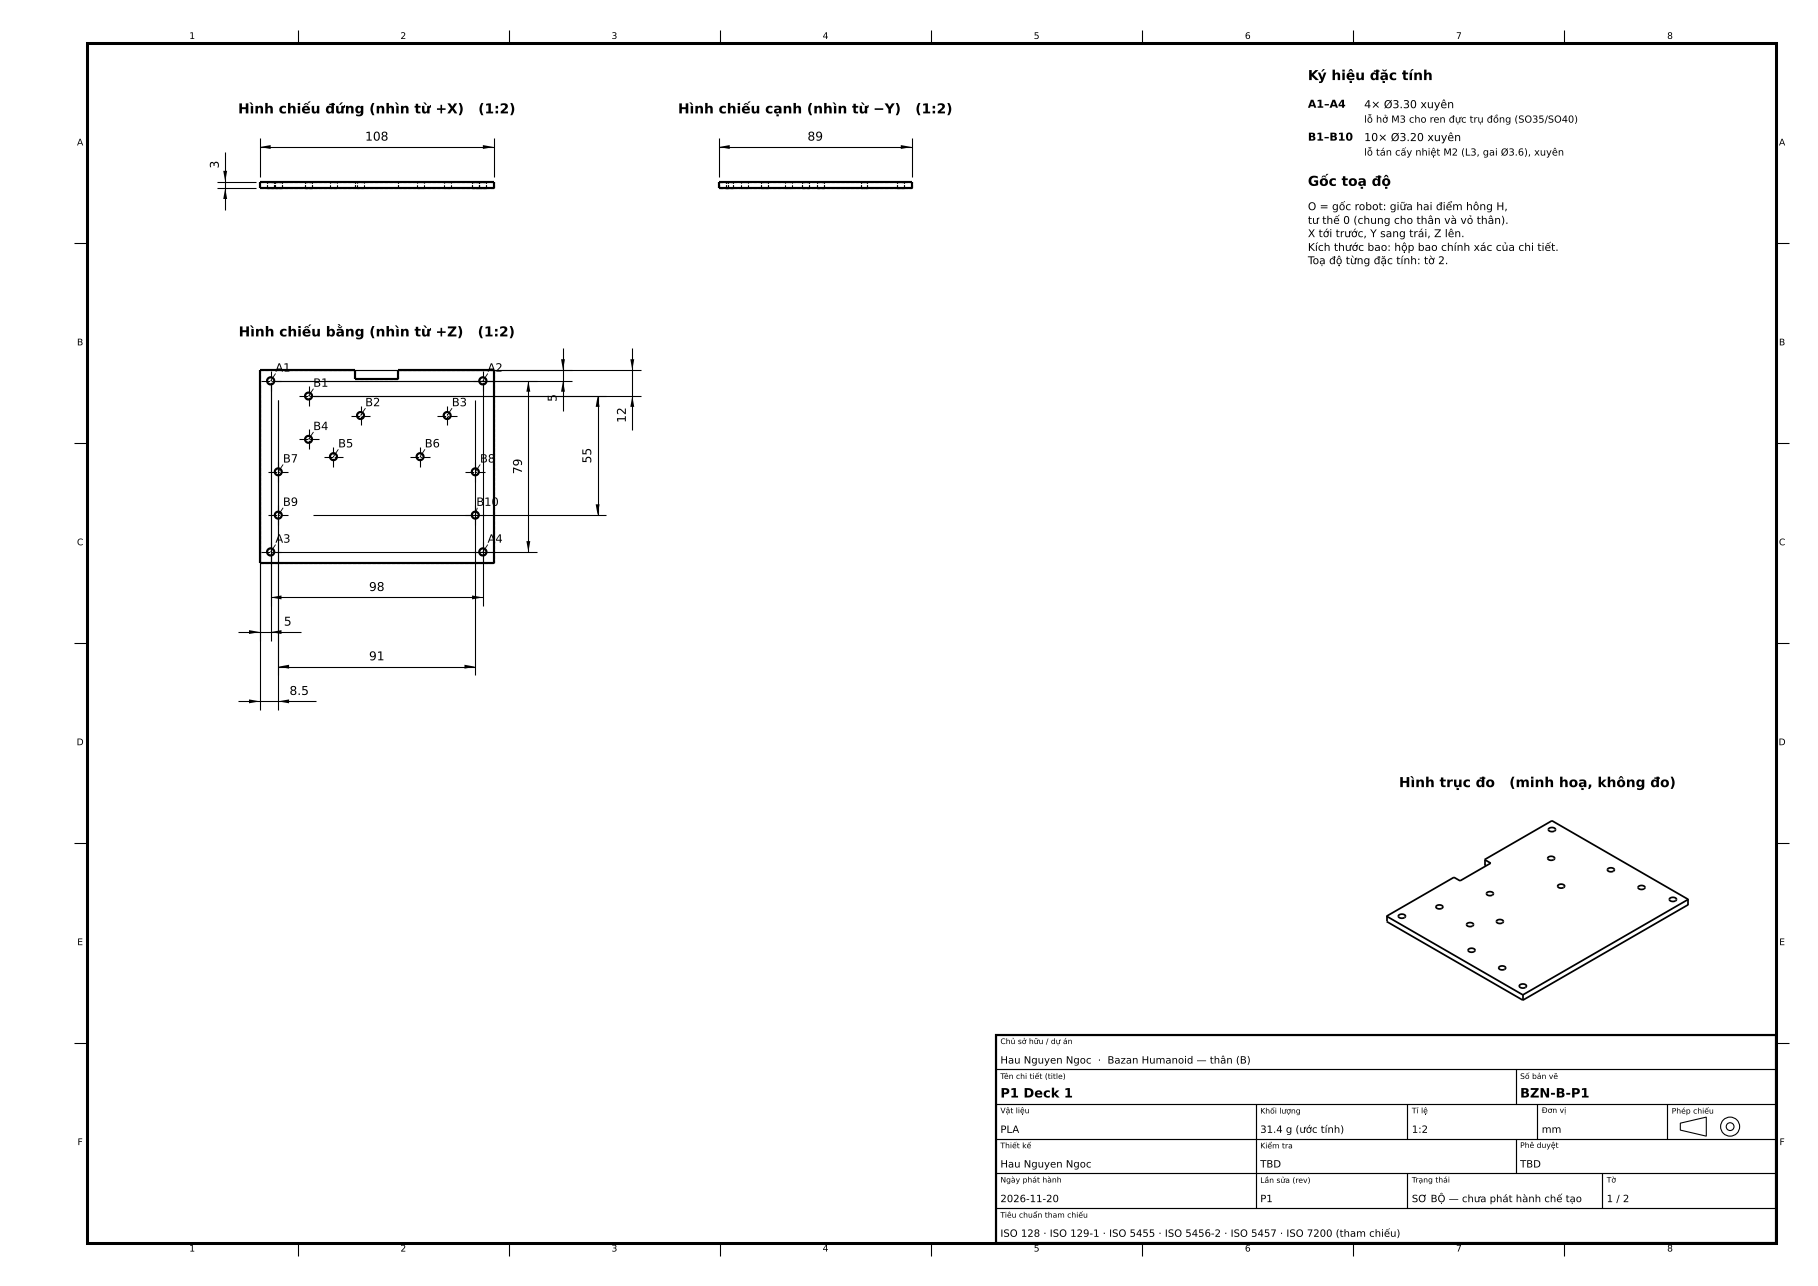 1 2 3 4 5 6 7 8
Ký hiệu đặc tính
A1–A4 4× Ø3.30 xuyên
lỗ hở M3 cho ren đực trụ đồng (SO35/SO40)
B1–B10 10× Ø3.20 xuyên
lỗ tán cấy nhiệt M2 (L3, gai Ø3.6), xuyên
Gốc toạ độ
O = gốc robot: giữa hai điểm hông H,
tư thế 0 (chung cho thân và vỏ thân).
X tới trước, Y sang trái, Z lên.
Kích thước bao: hộp bao chính xác của chi tiết.
Toạ độ từng đặc tính: tờ 2.
Hình chiếu đứng (nhìn từ +X) (1:2)
108
3
Hình chiếu cạnh (nhìn từ −Y) (1:2)
89
A A
B B
C C
D D
E E
F F
Hình chiếu bằng (nhìn từ +Z) (1:2)
A1 A2
B1
B2 B3
B4
B5 B6
B7 B8
B9 B10
A3 A4
5
12
79
55
98
5
91
8.5
Hình trục đo (minh hoạ, không đo)
Chủ sở hữu / dự án
Hau Nguyen Ngoc · Bazan Humanoid — thân (B)
Tên chi tiết (title) Số bản vẽ
P1 Deck 1 BZN-B-P1
Vật liệu Khối lượng Tỉ lệ Đơn vị Phép chiếu
PLA 31.4 g (ước tính) 1:2 mm
Thiết kế Kiểm tra Phê duyệt
Hau Nguyen Ngoc TBD TBD
Ngày phát hành Lần sửa (rev) Trạng thái Tờ
2026-11-20 P1 SƠ BỘ — chưa phát hành chế tạo 1 / 2
Tiêu chuẩn tham chiếu
ISO 128 · ISO 129-1 · ISO 5455 · ISO 5456-2 · ISO 5457 · ISO 7200 (tham chiếu)
1 2 3 4 5 6 7 8